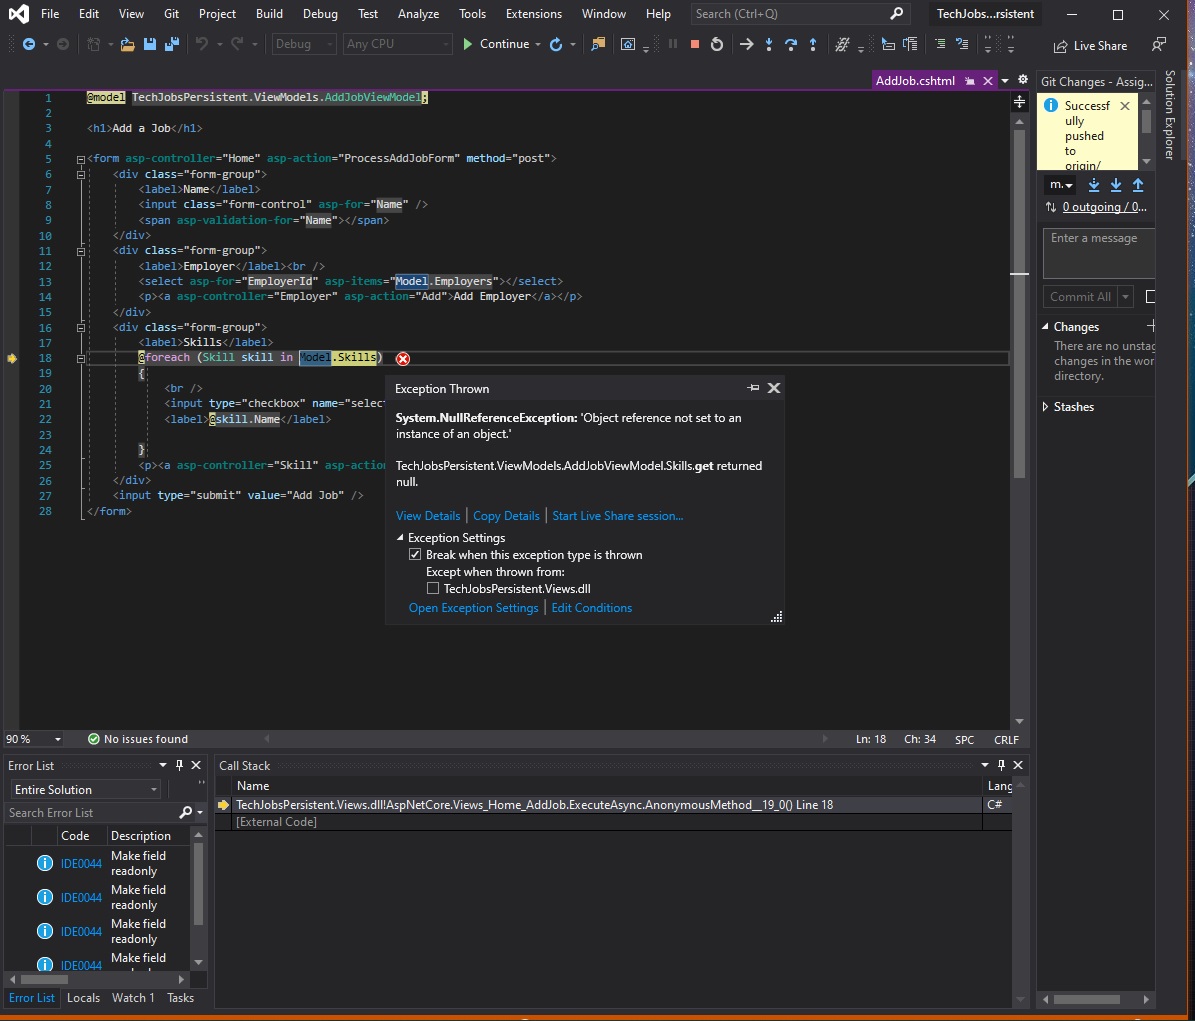 File Edit View Git Project Build Debug Test Analyze Tools Extensions Window Help Search (Ctrl+Q) TechJobs...rsistent
Debug Any CPU Continue Live Share
AddJob.cshtml
1 @model TechJobsPersistent.ViewModels.AddJobViewModel;
2
3 <h1>Add a Job</h1>
4
5 <form asp-controller="Home" asp-action="ProcessAddJobForm" method="post">
6 <div class="form-group">
7 <label>Name</label>
8 <input class="form-control" asp-for="Name" />
9 <span asp-validation-for="Name"></span>
10 </div>
11 <div class="form-group">
12 <label>Employer</label><br />
13 <select asp-for="EmployerId" asp-items="Model.Employers"></select>
14 <p><a asp-controller="Employer" asp-action="Add">Add Employer</a></p>
15 </div>
16 <div class="form-group">
17 <label>Skills</label>
18 @foreach (Skill skill in Model.Skills)
19 {
20 <br />
21 <input type="checkbox" name="selec
22 <label>@skill.Name</label>
23
24 }
25 <p><a asp-controller="Skill" asp-action
26 </div>
27 <input type="submit" value="Add Job" />
28 </form>
Exception Thrown
System.NullReferenceException: 'Object reference not set to an
instance of an object.'
TechJobsPersistent.ViewModels.AddJobViewModel.Skills.get returned
null.
View Details | Copy Details | Start Live Share session...
Exception Settings
Break when this exception type is thrown
Except when thrown from:
TechJobsPersistent.Views.dll
Open Exception Settings | Edit Conditions
90 % No issues found Ln: 18 Ch: 34 SPC CRLF
Git Changes - Assig...
Successf
ully
pushed
to
origin/
m.
0 outgoing / 0...
Enter a message
Commit All
Changes
There are no unstag
changes in the wor
directory.
Stashes
Solution Explorer
Error List
Entire Solution
Search Error List
Code Description
IDE0044 Make field
readonly
IDE0044 Make field
readonly
IDE0044 Make field
readonly
IDE0044 Make field
Error List Locals Watch 1 Tasks
Call Stack
Name Lang
TechJobsPersistent.Views.dll!AspNetCore.Views_Home_AddJob.ExecuteAsync.AnonymousMethod__19_0() Line 18 C#
[External Code]